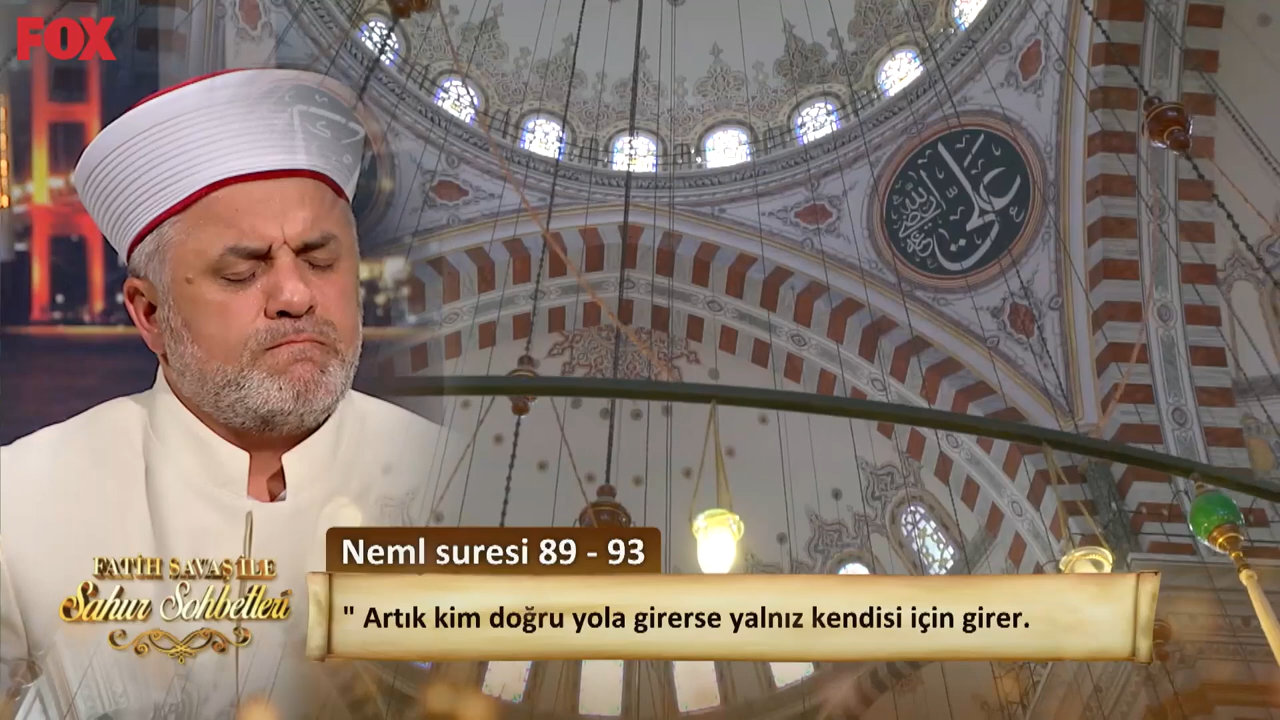 FOX
علي
FATİH SAVAŞ İLE
Sahur Sohbetleri
Neml suresi 89 - 93
" Artık kim doğru yola girerse yalnız kendisi için girer.